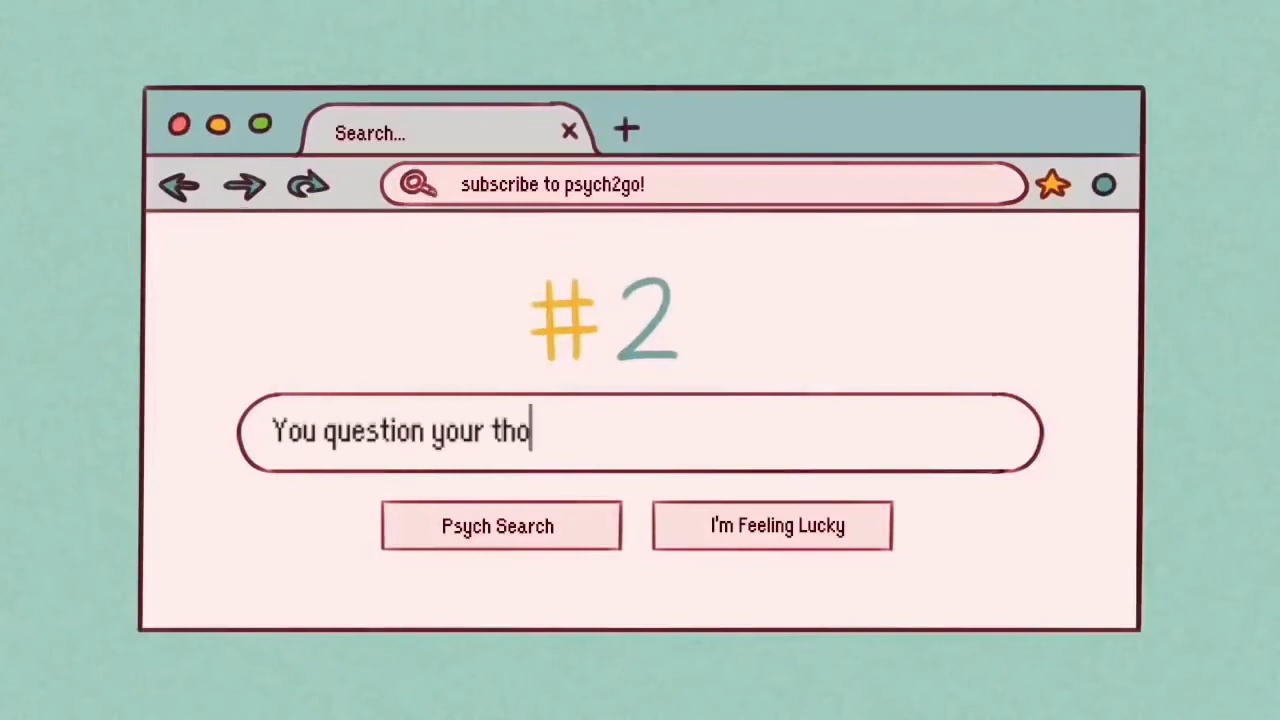 Search...
subscribe to psych2go!
#2
You question your tho
Psych Search
I'm Feeling Lucky